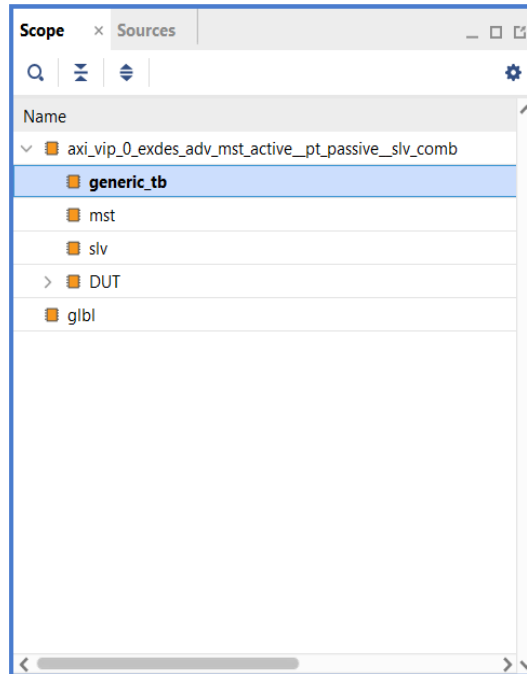 Scope × Sources
Name
axi_vip_0_exdes_adv_mst_active__pt_passive__slv_comb
generic_tb
mst
slv
DUT
glbl